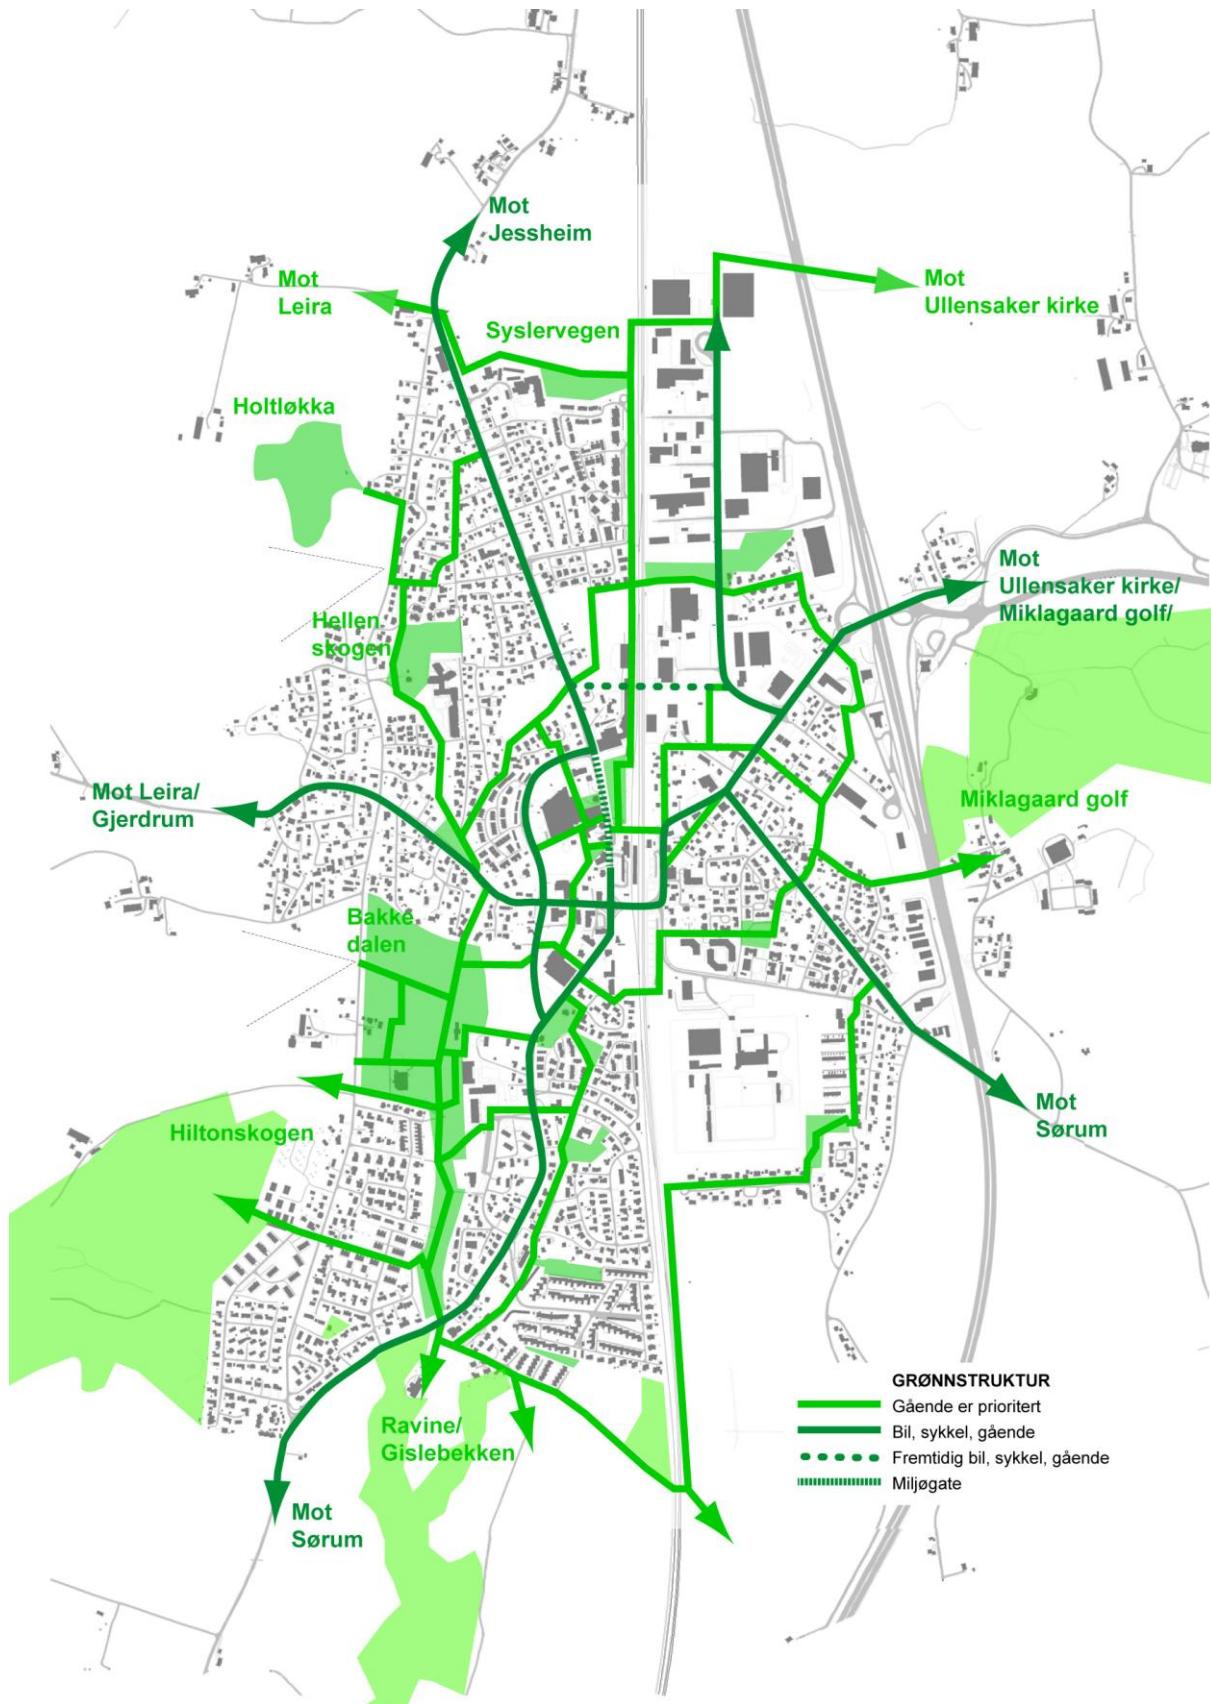 Mot
Jessheim
Mot
Leira
Mot
Ullensaker kirke
Syslervegen
Holtløkka
Mot
Ullensaker kirke/
Miklagaard golf/
Hellen
skogen
Mot Leira/
Gjerdrum
Miklagaard golf
Bakke
dalen
Mot
Sørum
Hiltonskogen
Ravine/
Gislebekken
Mot
Sørum
GRØNNSTRUKTUR
Gående er prioritert
Bil, sykkel, gående
Fremtidig bil, sykkel, gående
Miljøgate